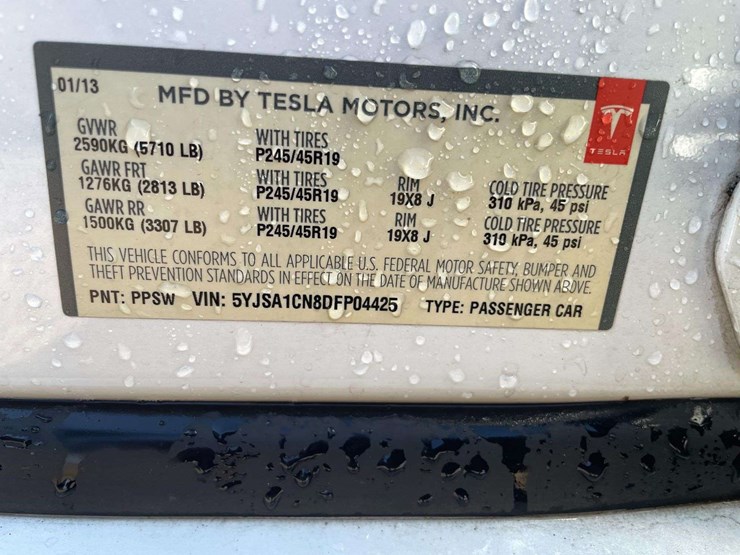 01/13
MFD BY TESLA MOTORS, INC.
TESLA
GVWR
2590KG (5710 LB)
WITH TIRES
P245/45R19
GAWR FRT
1276KG (2813 LB)
WITH TIRES
P245/45R19
RIM
19X8 J
COLD TIRE PRESSURE
310 kPa, 45 psi
GAWR RR
1500KG (3307 LB)
WITH TIRES
P245/45R19
RIM
19X8 J
COLD TIRE PRESSURE
310 kPa, 45 psi
THIS VEHICLE CONFORMS TO ALL APPLICABLE U.S. FEDERAL MOTOR SAFETY, BUMPER AND
THEFT PREVENTION STANDARDS IN EFFECT ON THE DATE OF MANUFACTURE SHOWN ABOVE.
PNT: PPSW VIN: 5YJSA1CN8DFP04425 TYPE: PASSENGER CAR